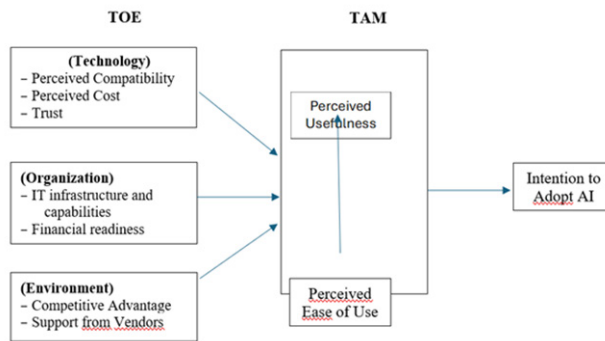 TOE
TAM
(Technology)
– Perceived Compatibility
– Perceived Cost
– Trust
(Organization)
– IT infrastructure and
capabilities
– Financial readiness
(Environment)
– Competitive Advantage
– Support from Vendors
Perceived
Usefulness
Perceived
Ease of Use
Intention to
Adopt AI